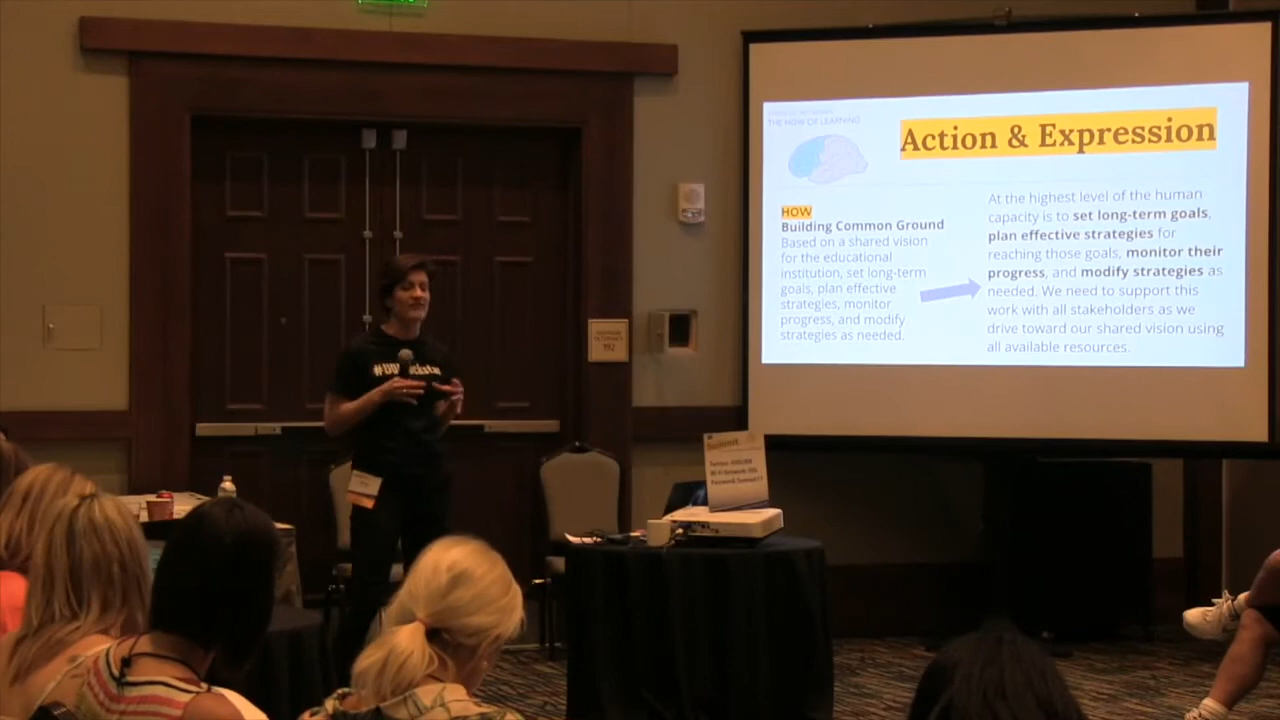 THE HOW OF LEARNING
Action & Expression
HOW
Building Common Ground
Based on a shared vision
for the educational
institution, set long-term
goals, plan effective
strategies, monitor
progress, and modify
strategies as needed.
At the highest level of the human
capacity is to set long-term goals,
plan effective strategies for
reaching those goals, monitor their
progress, and modify strategies as
needed. We need to support this
work with all stakeholders as we
drive toward our shared vision using
all available resources.
192